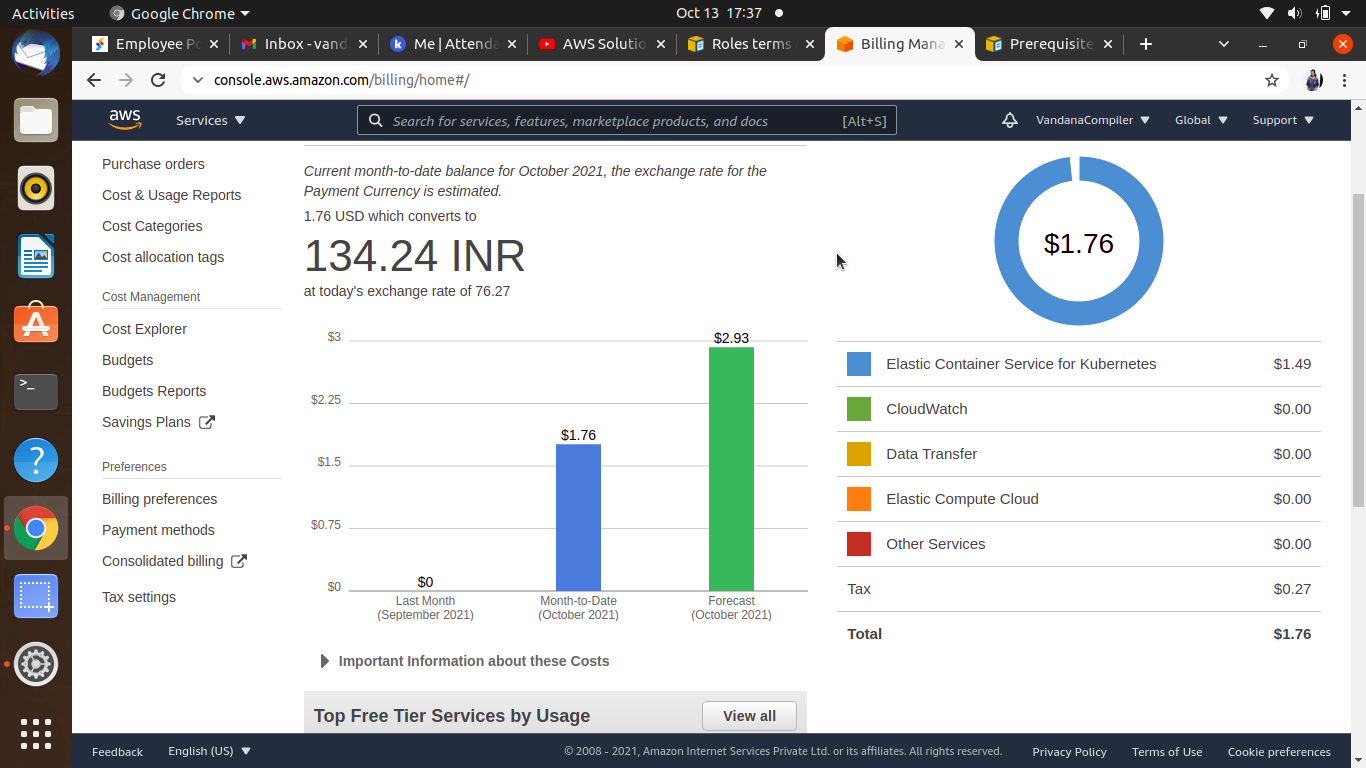 Activities
Google Chrome
Oct 13 17:37
Employee Po
Inbox - vand
Me | Attenda
AWS Solutio
Roles terms
Billing Mana
Prerequisite
console.aws.amazon.com/billing/home#/
aws
Services
Search for services, features, marketplace products, and docs
[Alt+S]
VandanaCompiler
Global
Support
Purchase orders
Cost & Usage Reports
Cost Categories
Cost allocation tags
Cost Management
Cost Explorer
Budgets
Budgets Reports
Savings Plans
Preferences
Billing preferences
Payment methods
Consolidated billing
Tax settings
Current month-to-date balance for October 2021, the exchange rate for the
Payment Currency is estimated.
1.76 USD which converts to
134.24 INR
at today's exchange rate of 76.27
$3
$2.25
$1.5
$0.75
$0
$0
$1.76
$2.93
Last Month
(September 2021)
Month-to-Date
(October 2021)
Forecast
(October 2021)
Important Information about these Costs
Top Free Tier Services by Usage
View all
$1.76
Elastic Container Service for Kubernetes $1.49
CloudWatch $0.00
Data Transfer $0.00
Elastic Compute Cloud $0.00
Other Services $0.00
Tax $0.27
Total $1.76
Feedback
English (US)
© 2008 - 2021, Amazon Internet Services Private Ltd. or its affiliates. All rights reserved.
Privacy Policy
Terms of Use
Cookie preferences